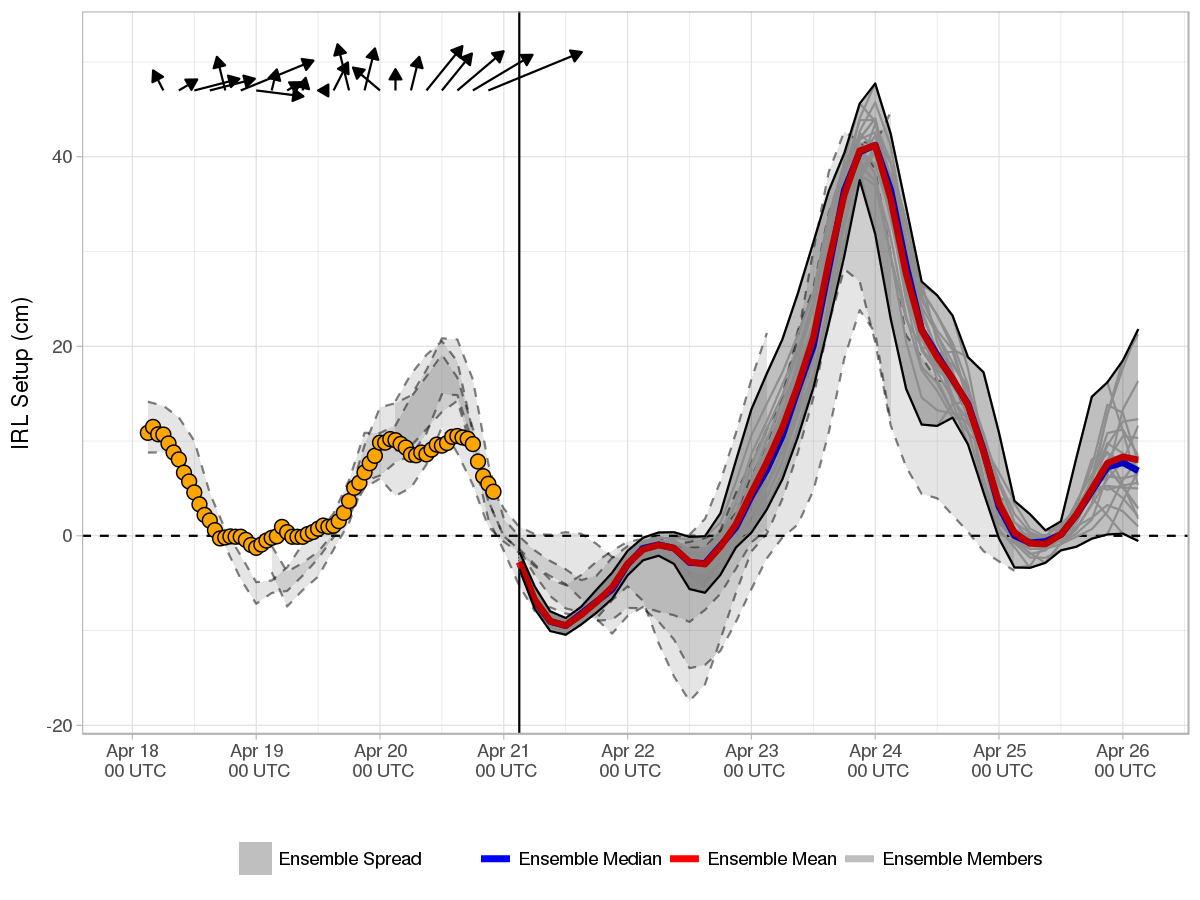 IRL Setup (cm)
40
20
0
-20
Apr 18 Apr 19 Apr 20 Apr 21 Apr 22 Apr 23 Apr 24 Apr 25 Apr 26
00 UTC 00 UTC 00 UTC 00 UTC 00 UTC 00 UTC 00 UTC 00 UTC 00 UTC
Ensemble Spread Ensemble Median Ensemble Mean Ensemble Members